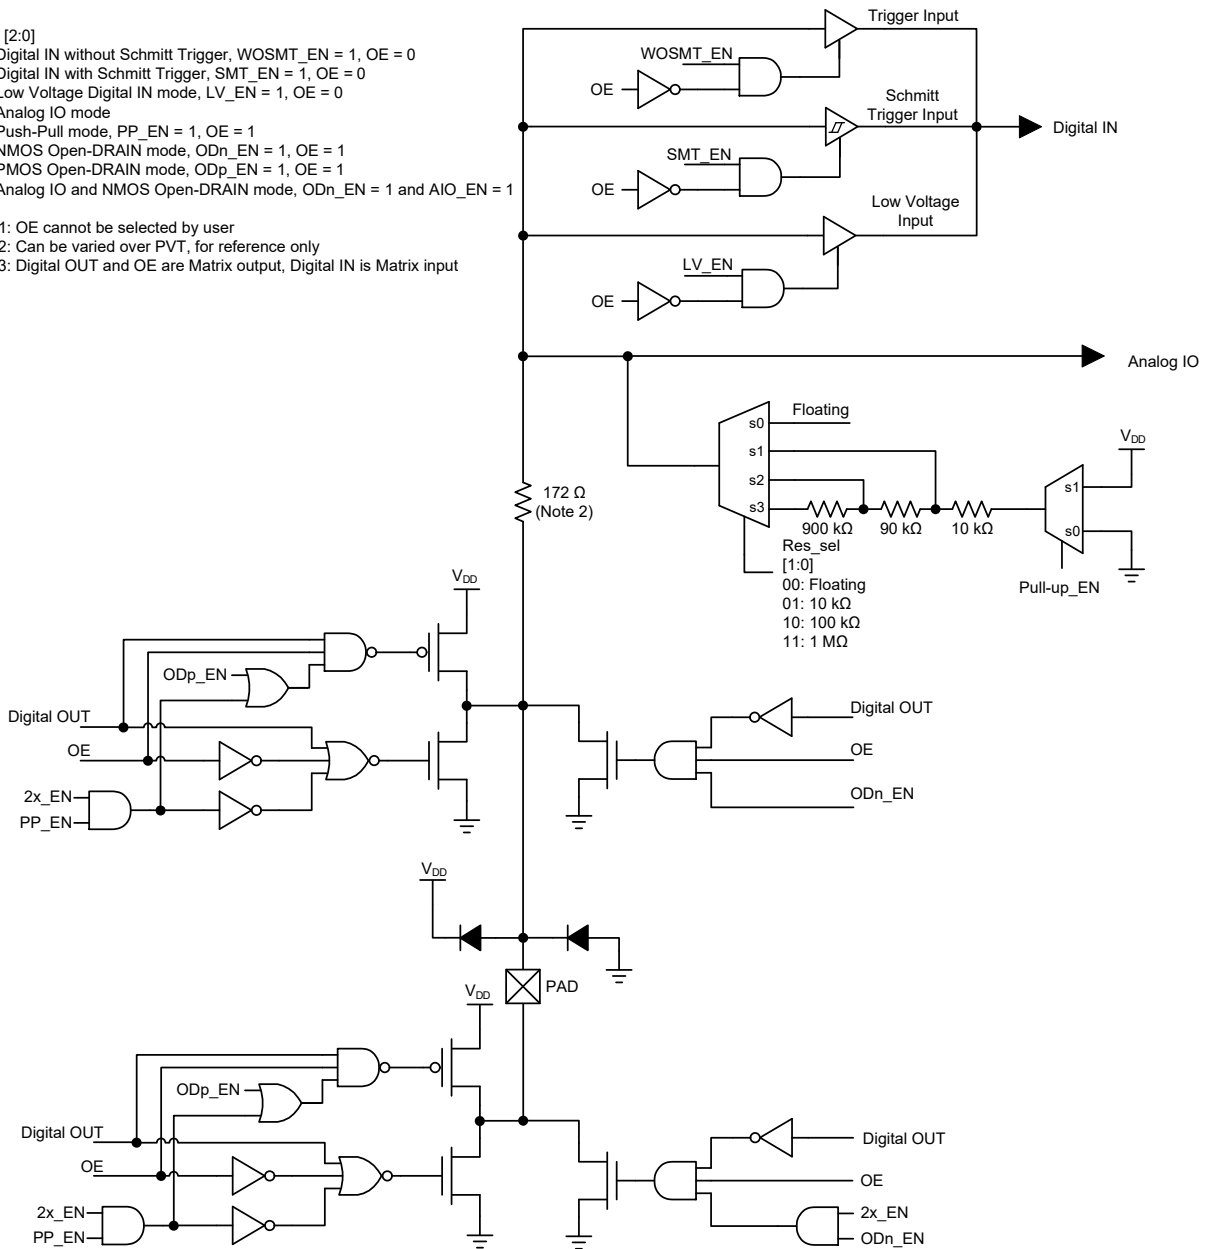 [2:0]
Digital IN without Schmitt Trigger, WOSMT_EN = 1, OE = 0
Digital IN with Schmitt Trigger, SMT_EN = 1, OE = 0
Low Voltage Digital IN mode, LV_EN = 1, OE = 0
Analog IO mode
Push-Pull mode, PP_EN = 1, OE = 1
NMOS Open-DRAIN mode, ODn_EN = 1, OE = 1
PMOS Open-DRAIN mode, ODp_EN = 1, OE = 1
Analog IO and NMOS Open-DRAIN mode, ODn_EN = 1 and AIO_EN = 1
1: OE cannot be selected by user
2: Can be varied over PVT, for reference only
3: Digital OUT and OE are Matrix output, Digital IN is Matrix input
Trigger Input
WOSMT_EN
OE
Schmitt
Trigger Input
Digital IN
SMT_EN
OE
Low Voltage
Input
LV_EN
OE
Analog IO
Floating
s0
s1
s2
s3
900 kΩ
90 kΩ
10 kΩ
VDD
s1
s0
Pull-up_EN
Res_sel
[1:0]
00: Floating
01: 10 kΩ
10: 100 kΩ
11: 1 MΩ
172 Ω
(Note 2)
VDD
ODp_EN
Digital OUT
OE
2x_EN
PP_EN
Digital OUT
OE
ODn_EN
VDD
PAD
VDD
ODp_EN
Digital OUT
OE
2x_EN
PP_EN
Digital OUT
OE
2x_EN
ODn_EN